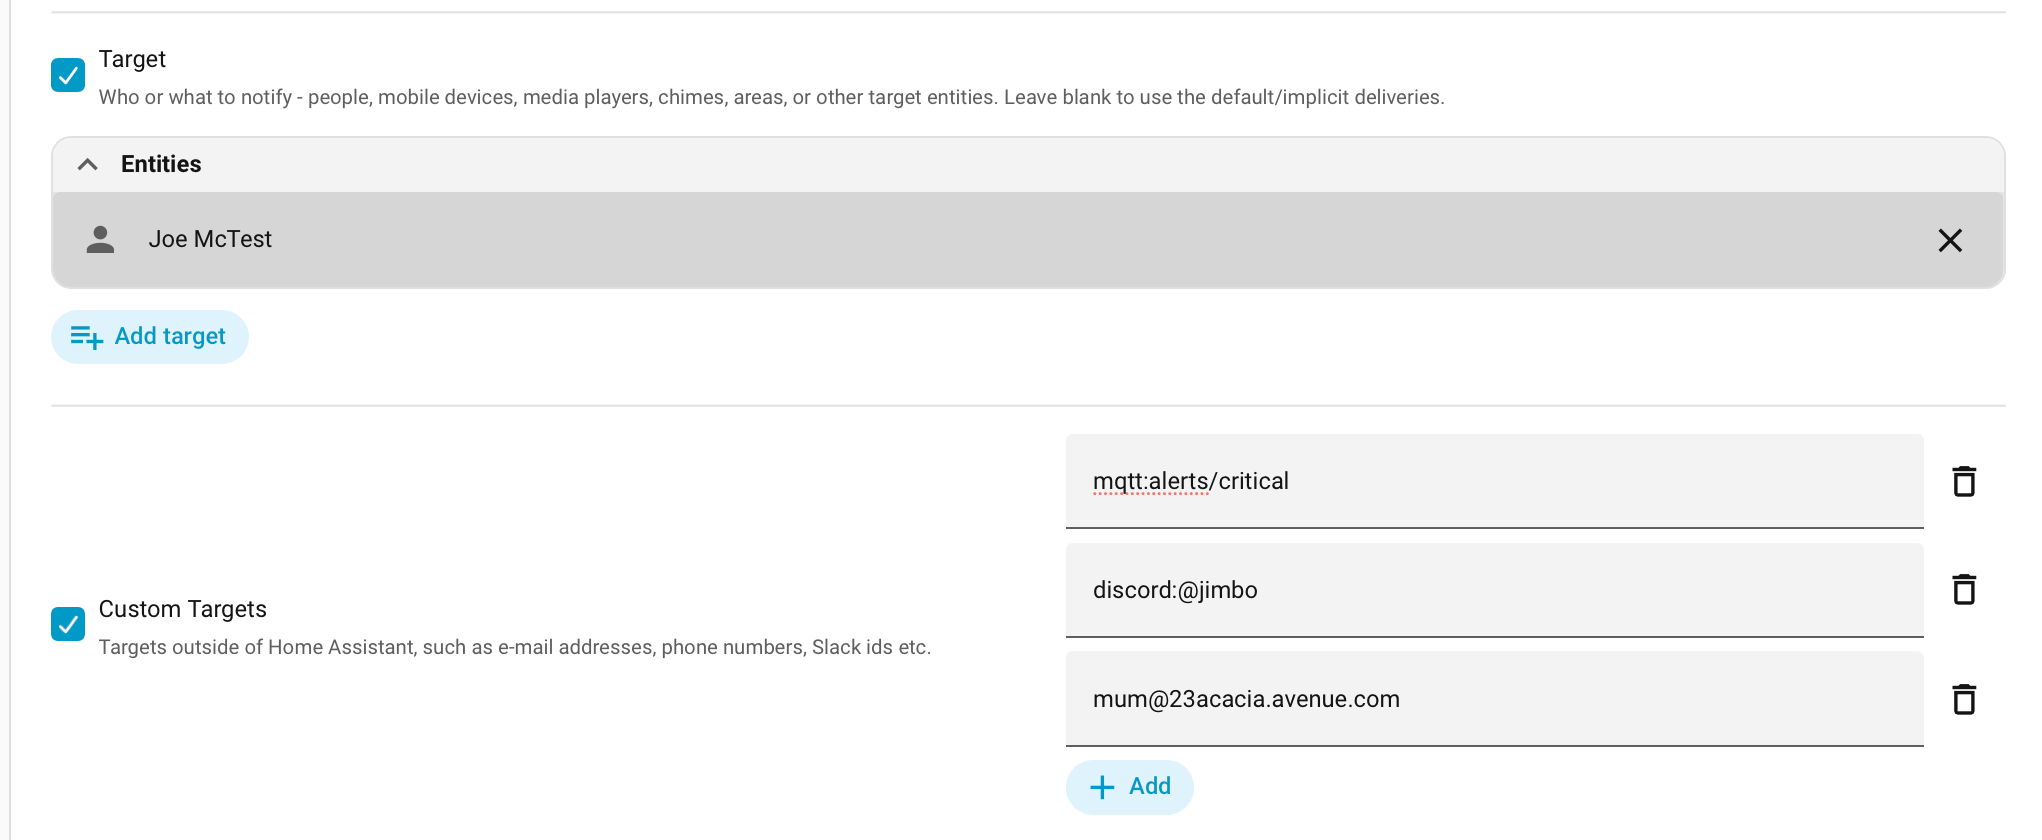 Target
Who or what to notify - people, mobile devices, media players, chimes, areas, or other target entities. Leave blank to use the default/implicit deliveries.
Entities
Joe McTest
Add target
Custom Targets
Targets outside of Home Assistant, such as e-mail addresses, phone numbers, Slack ids etc.
mqtt:alerts/critical
discord:@jimbo
mum@23acacia.avenue.com
Add